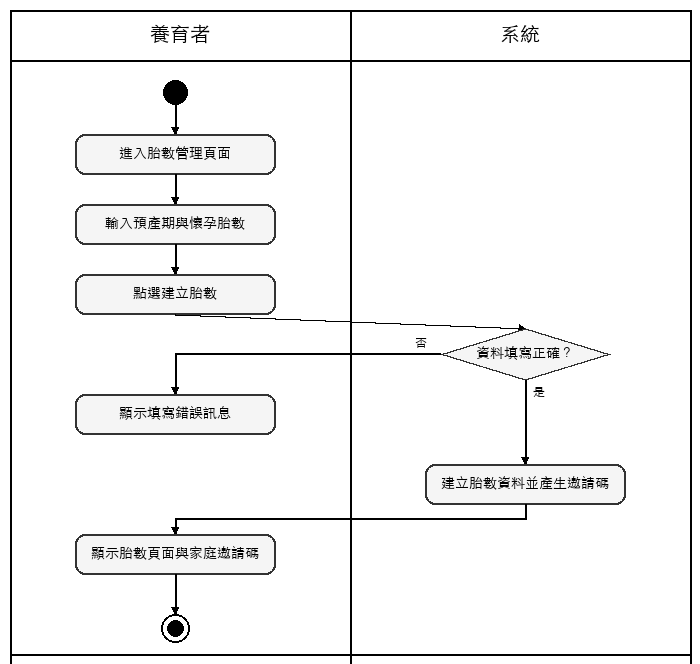 養育者
系統
進入胎數管理頁面
輸入預產期與懷孕胎數
點選建立胎數
資料填寫正確？
否
是
顯示填寫錯誤訊息
建立胎數資料並產生邀請碼
顯示胎數頁面與家庭邀請碼